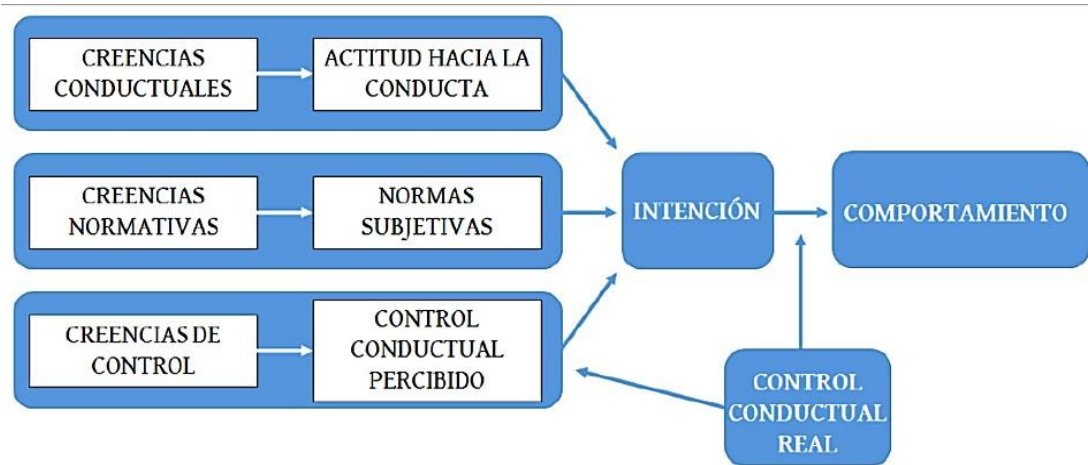 CREENCIAS
CONDUCTUALES
ACTITUD HACIA LA
CONDUCTA
CREENCIAS
NORMATIVAS
NORMAS
SUBJETIVAS
CREENCIAS DE
CONTROL
CONTROL
CONDUCTUAL
PERCIBIDO
INTENCIÓN
COMPORTAMIENTO
CONTROL
CONDUCTUAL
REAL